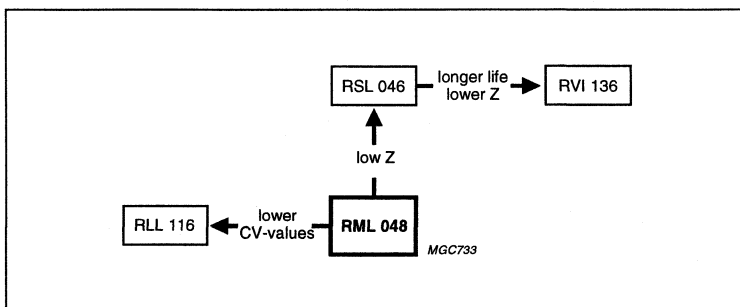 longer life
lower Z
RSL 046
RVI 136
low Z
lower
CV-values
RLL 116
RML 048
MGC733